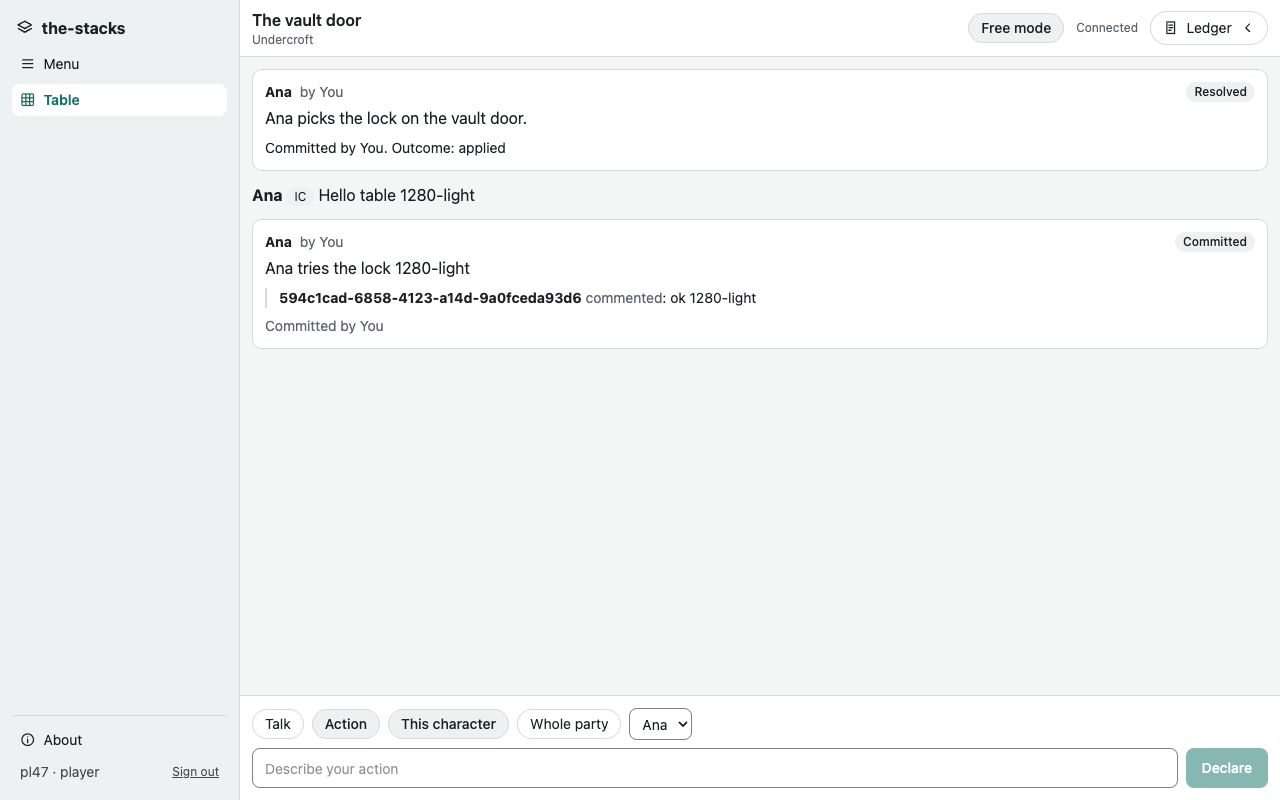 the-stacks
Menu
Table
About
pl47 · player
Sign out
The vault door
Undercroft
Free mode
Connected
Ledger
Ana by You
Resolved
Ana picks the lock on the vault door.
Committed by You. Outcome: applied
Ana IC Hello table 1280-light
Ana by You
Committed
Ana tries the lock 1280-light
594c1cad-6858-4123-a14d-9a0fceda93d6 commented: ok 1280-light
Committed by You
Talk
Action
This character
Whole party
Ana
Describe your action
Declare